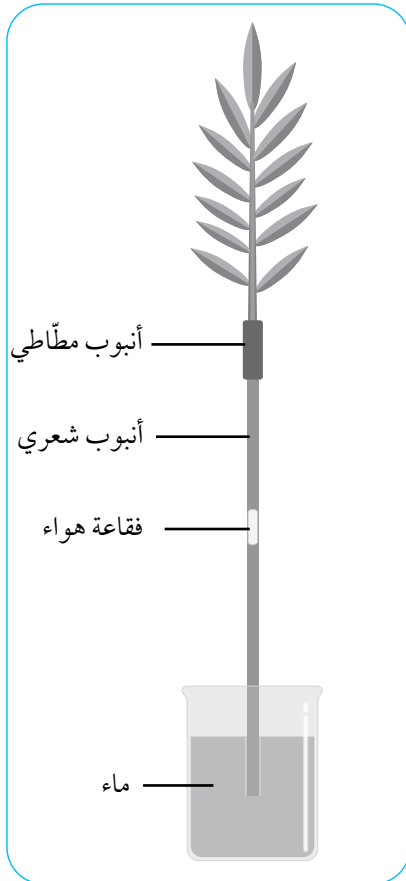 أنبوب مطّاطي
أنبوب شعري
فقاعة هواء
ماء